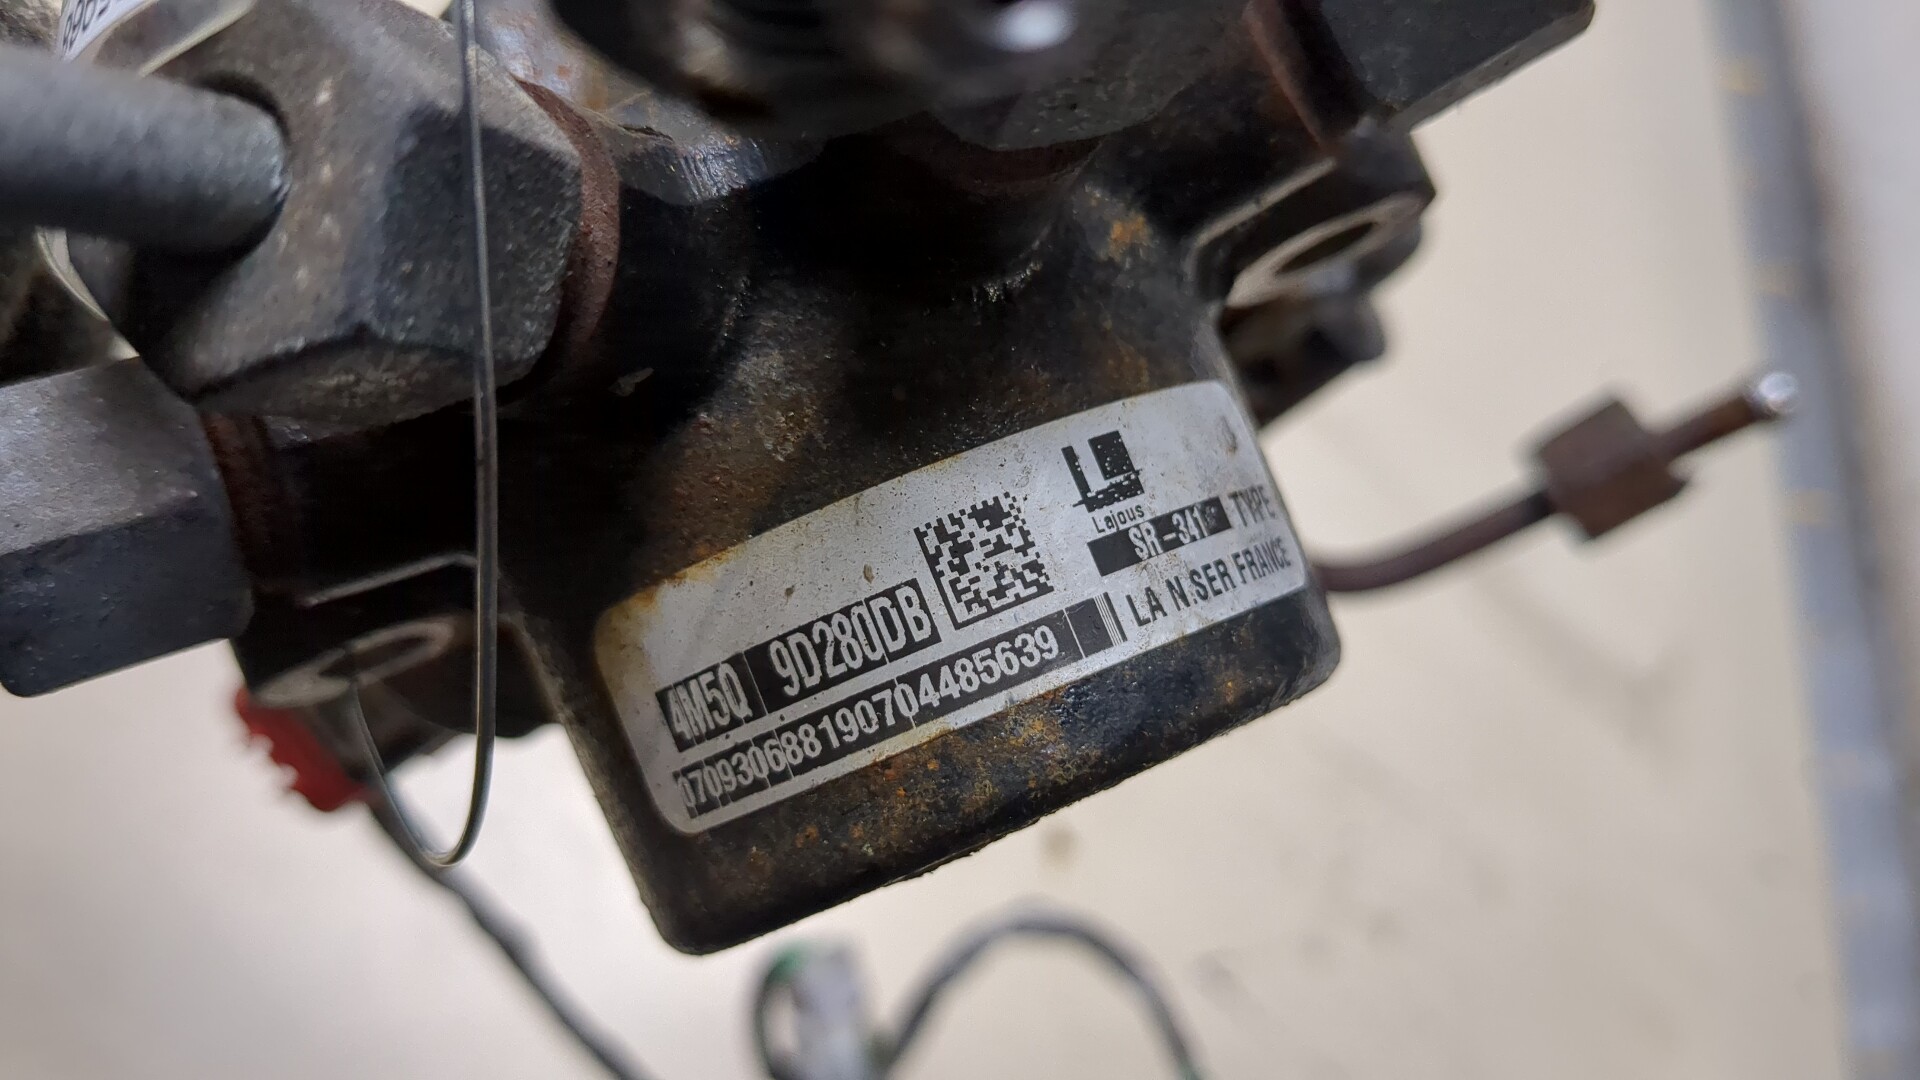 Lajous
SR-341 TYPE
4M5Q 9D280DB
LA N.SER FRANCE
070930688190704485639